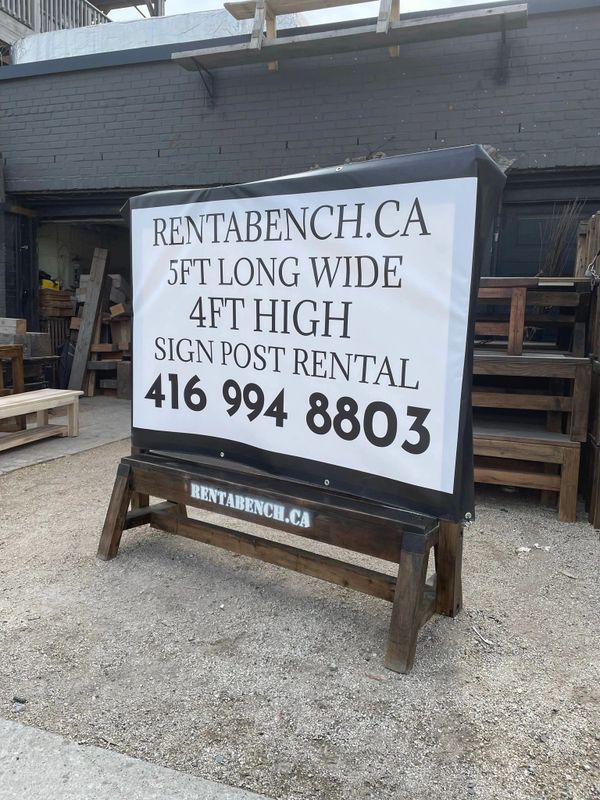 RENTABENCH.CA
5FT LONG WIDE
4FT HIGH
SIGN POST RENTAL
416 994 8803
RENTABENCH.CA